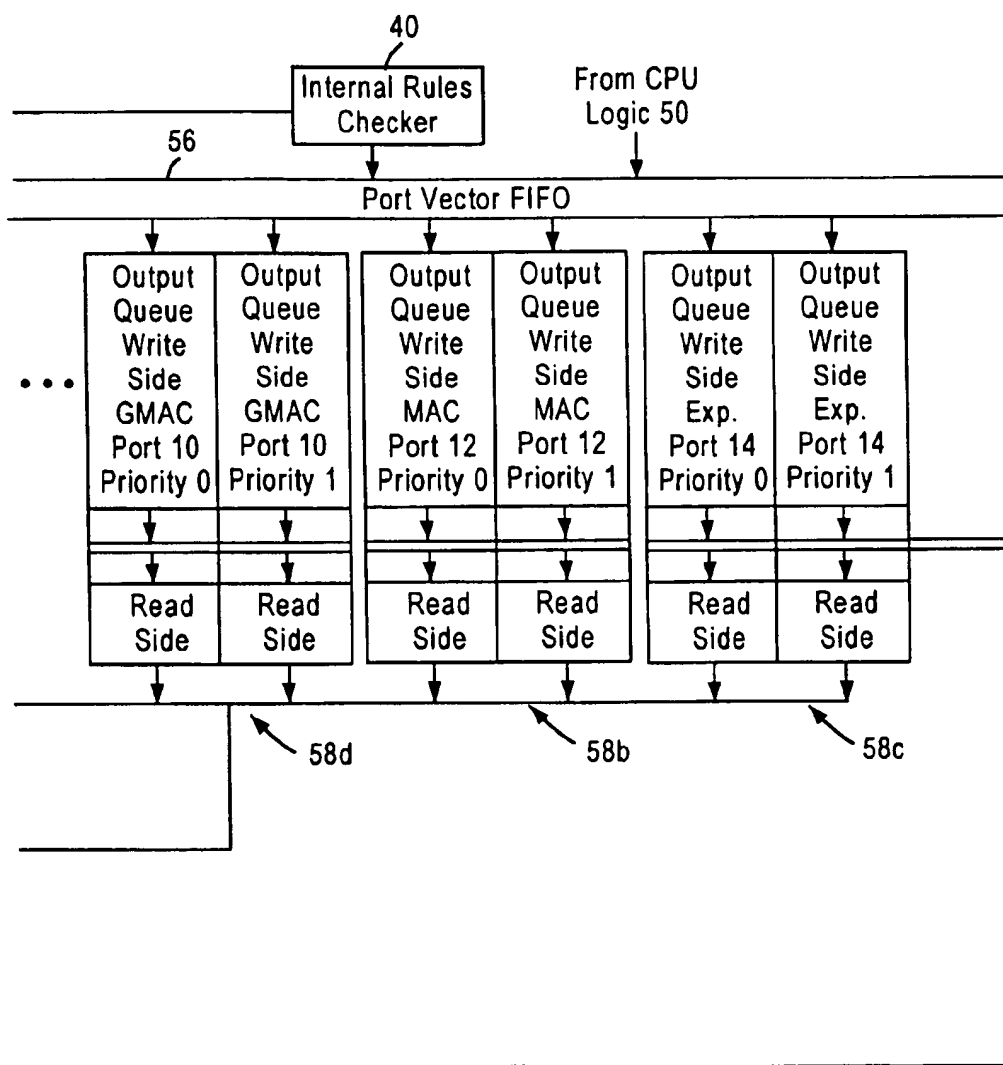 40
Internal Rules
Checker
From CPU
Logic 50
56
Port Vector FIFO
Output
Queue
Write
Side
GMAC
Port 10
Priority 0
Output
Queue
Write
Side
GMAC
Port 10
Priority 1
Output
Queue
Write
Side
MAC
Port 12
Priority 0
Output
Queue
Write
Side
MAC
Port 12
Priority 1
Output
Queue
Write
Side
Exp.
Port 14
Priority 0
Output
Queue
Write
Side
Exp.
Port 14
Priority 1
Read
Side
Read
Side
Read
Side
Read
Side
Read
Side
Read
Side
58d
58b
58c